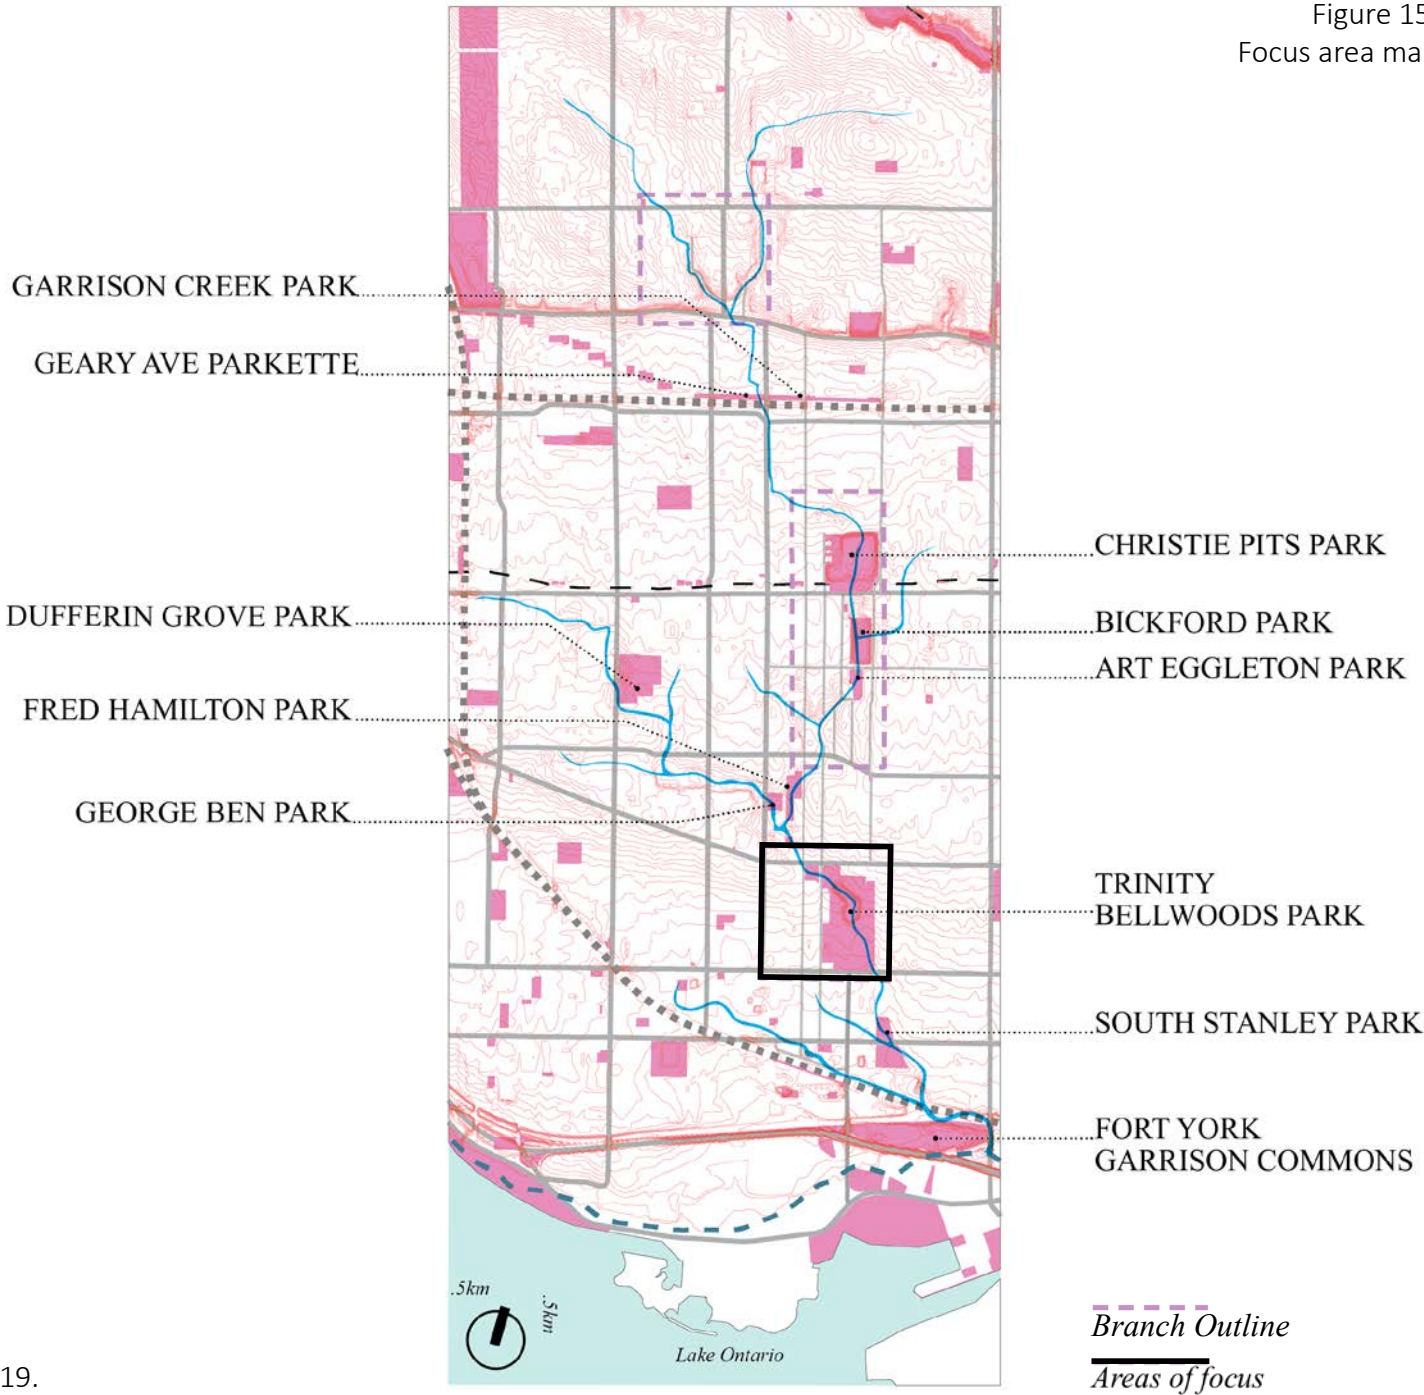 Figure 15
Focus area ma
GARRISON CREEK PARK
GEARY AVE PARKETTE
DUFFERIN GROVE PARK
FRED HAMILTON PARK
GEORGE BEN PARK
CHRISTIE PITS PARK
BICKFORD PARK
ART EGGLETON PARK
TRINITY
BELLWOODS PARK
SOUTH STANLEY PARK
FORT YORK
GARRISON COMMONS
.5km
.5km
Lake Ontario
Branch Outline
Areas of focus
19.